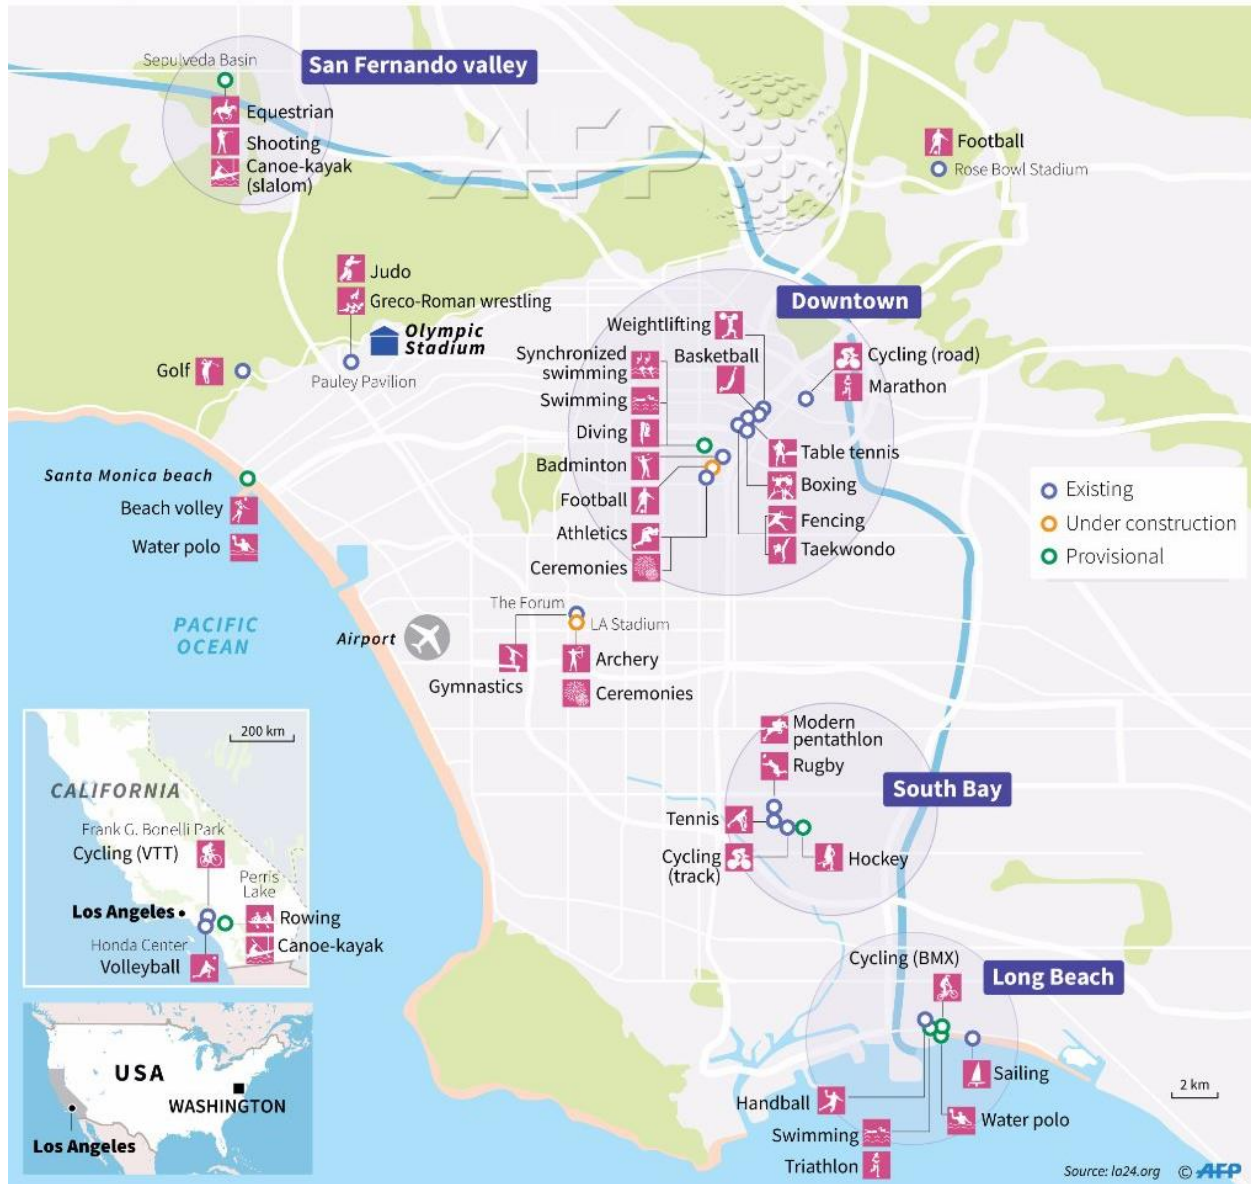 Sepulveda Basin
San Fernando valley
Equestrian
Shooting
Canoe-kayak
(slalom)
AFP
Football
Rose Bowl Stadium
Judo
Greco-Roman wrestling
Olympic
Stadium
Pauley Pavilion
Golf
Downtown
Weightlifting
Synchronized
swimming
Basketball
Cycling (road)
Marathon
Swimming
Diving
Badminton
Football
Athletics
Ceremonies
Table tennis
Boxing
Fencing
Taekwondo
Existing
Under construction
Provisional
Santa Monica beach
Beach volley
Water polo
PACIFIC
OCEAN
Airport
The Forum
LA Stadium
Gymnastics
Archery
Ceremonies
Modern
pentathlon
Rugby
South Bay
Tennis
Cycling
(track)
Hockey
200 km
CALIFORNIA
Frank G. Bonelli Park
Cycling (VTT)
Perris
Lake
Los Angeles
Rowing
Honda Center
Canoe-kayak
Volleyball
Cycling (BMX)
Long Beach
Sailing
Handball
Water polo
Swimming
Triathlon
2 km
USA
WASHINGTON
Los Angeles
Source: la24.org © AFP